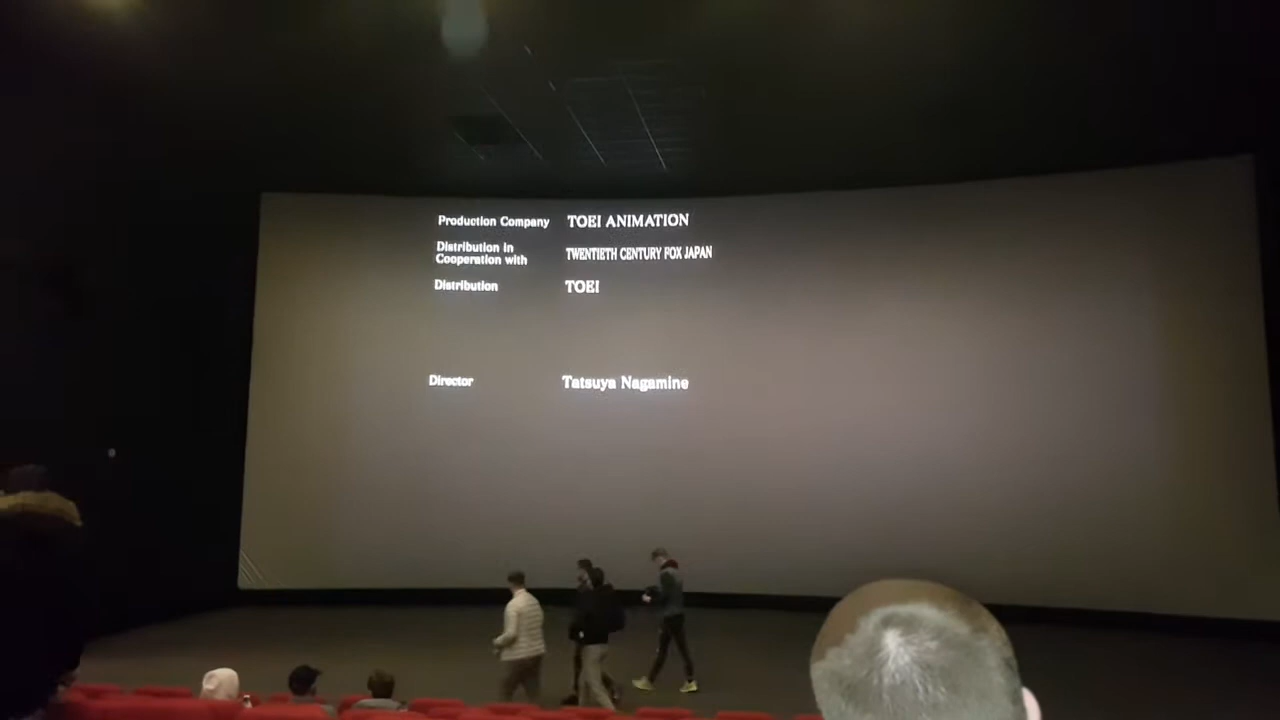 Production Company TOEI ANIMATION
Distribution in
Cooperation with TWENTIETH CENTURY FOX JAPAN
Distribution TOEI
Director Tatsuya Nagamine